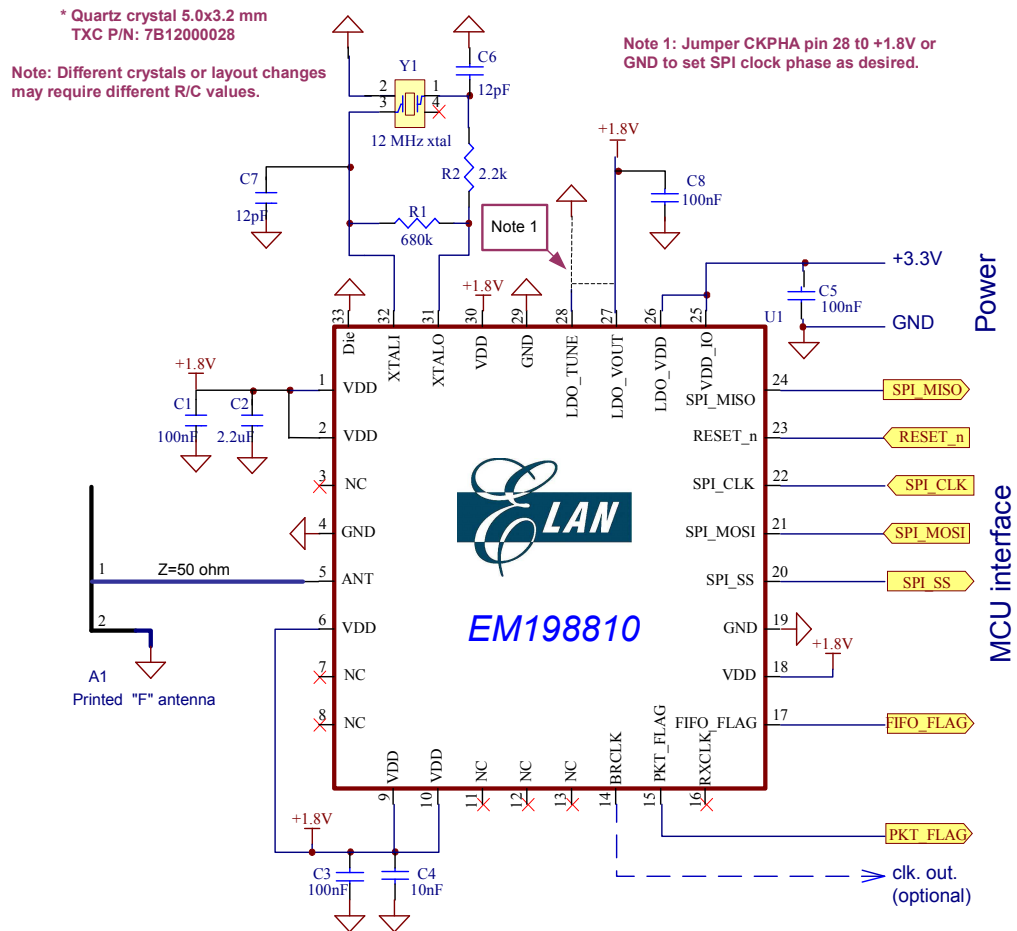 * Quartz crystal 5.0x3.2 mm
TXC P/N: 7B12000028
Note: Different crystals or layout changes
may require different R/C values.
Note 1: Jumper CKPHA pin 28 t0 +1.8V or
GND to set SPI clock phase as desired.
Y1
2
1
3
4
12 MHz xtal
C6
12pF
R2
2.2k
C7
12pF
R1
680k
Note 1
+1.8V
C8
100nF
+3.3V
C5
100nF
GND
Power
U1
33
32
31
30
29
28
27
26
25
+1.8V
Die
XTALI
XTALO
VDD
GND
LDO_TUNE
LDO_VOUT
LDO_VDD
VDD_IO
+1.8V
C1
100nF
C2
2.2uF
1
VDD
2
VDD
3
NC
4
GND
5
ANT
6
VDD
7
NC
8
NC
1
Z=50 ohm
2
A1
Printed "F" antenna
ELAN
EM198810
SPI_MISO
24
SPI_MISO
RESET_n
23
RESET_n
SPI_CLK
22
SPI_CLK
SPI_MOSI
21
SPI_MOSI
SPI_SS
20
SPI_SS
GND
19
+1.8V
VDD
18
FIFO_FLAG
17
FIFO_FLAG
MCU interface
VDD
VDD
NC
NC
NC
BRCLK
PKT_FLAG
RXCLK
9
10
11
12
13
14
15
16
+1.8V
C3
100nF
C4
10nF
PKT_FLAG
clk. out.
(optional)